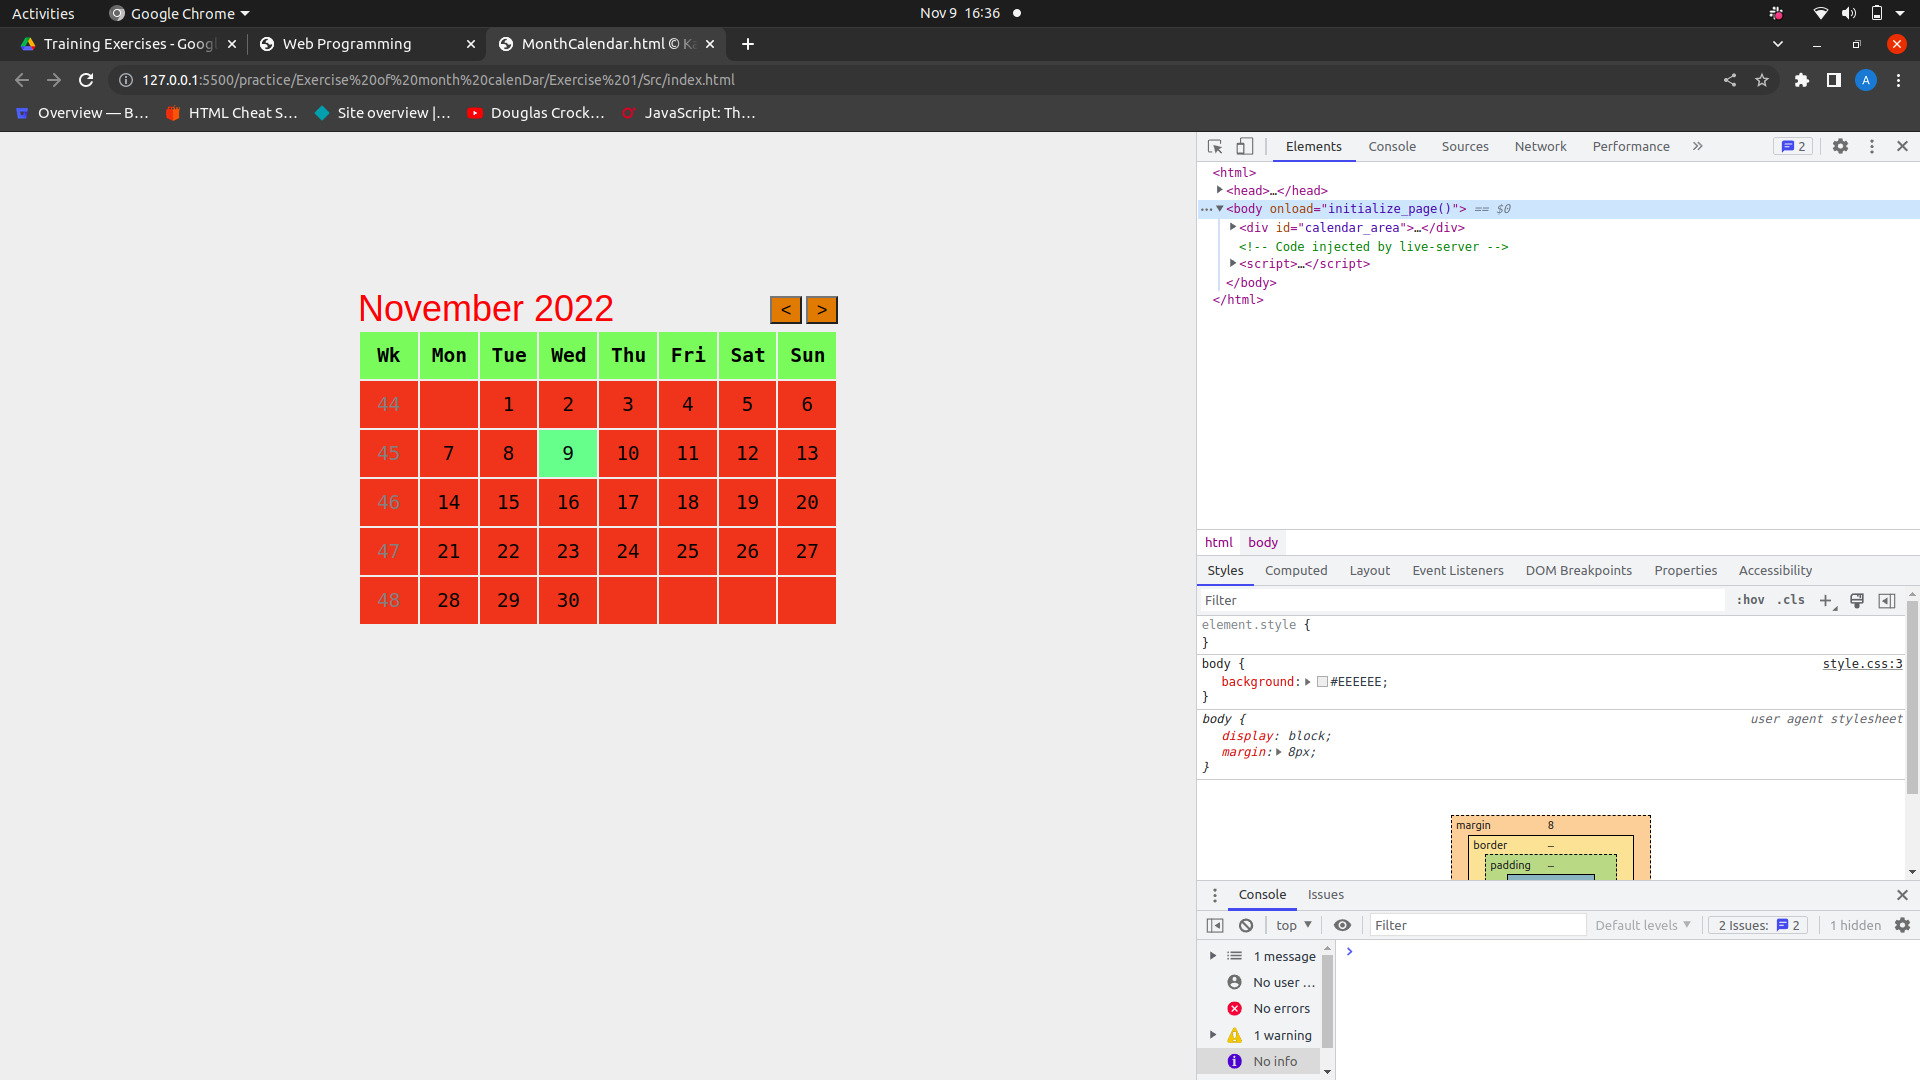 Activities Google Chrome Nov 9 16:36
Training Exercises - Goog Web Programming MonthCalendar.html ©
127.0.0.1:5500/practice/Exercise%20of%20month%20calenDar/Exercise%201/Src/index.html A
Overview — B… HTML Cheat S… Site overview |… Douglas Crock… JavaScript: Th…
Elements Console Sources Network Performance » 2
<html>
<head>…</head>
… <body onload="initialize_page()"> == $0
<div id="calendar_area">…</div>
<!-- Code injected by live-server -->
<script>…</script>
</body>
</html>
November 2022 < >
Wk Mon Tue Wed Thu Fri Sat Sun
44 1 2 3 4 5 6
45 7 8 9 10 11 12 13
46 14 15 16 17 18 19 20
47 21 22 23 24 25 26 27
48 28 29 30
html body
Styles Computed Layout Event Listeners DOM Breakpoints Properties Accessibility
Filter :hov .cls +
element.style {
}
body { style.css:3
background: #EEEEEE;
}
body { user agent stylesheet
display: block;
margin: 8px;
}
margin 8
border –
padding –
Console Issues
top Filter Default levels 2 Issues: 2 1 hidden
1 message
No user …
No errors
1 warning
No info